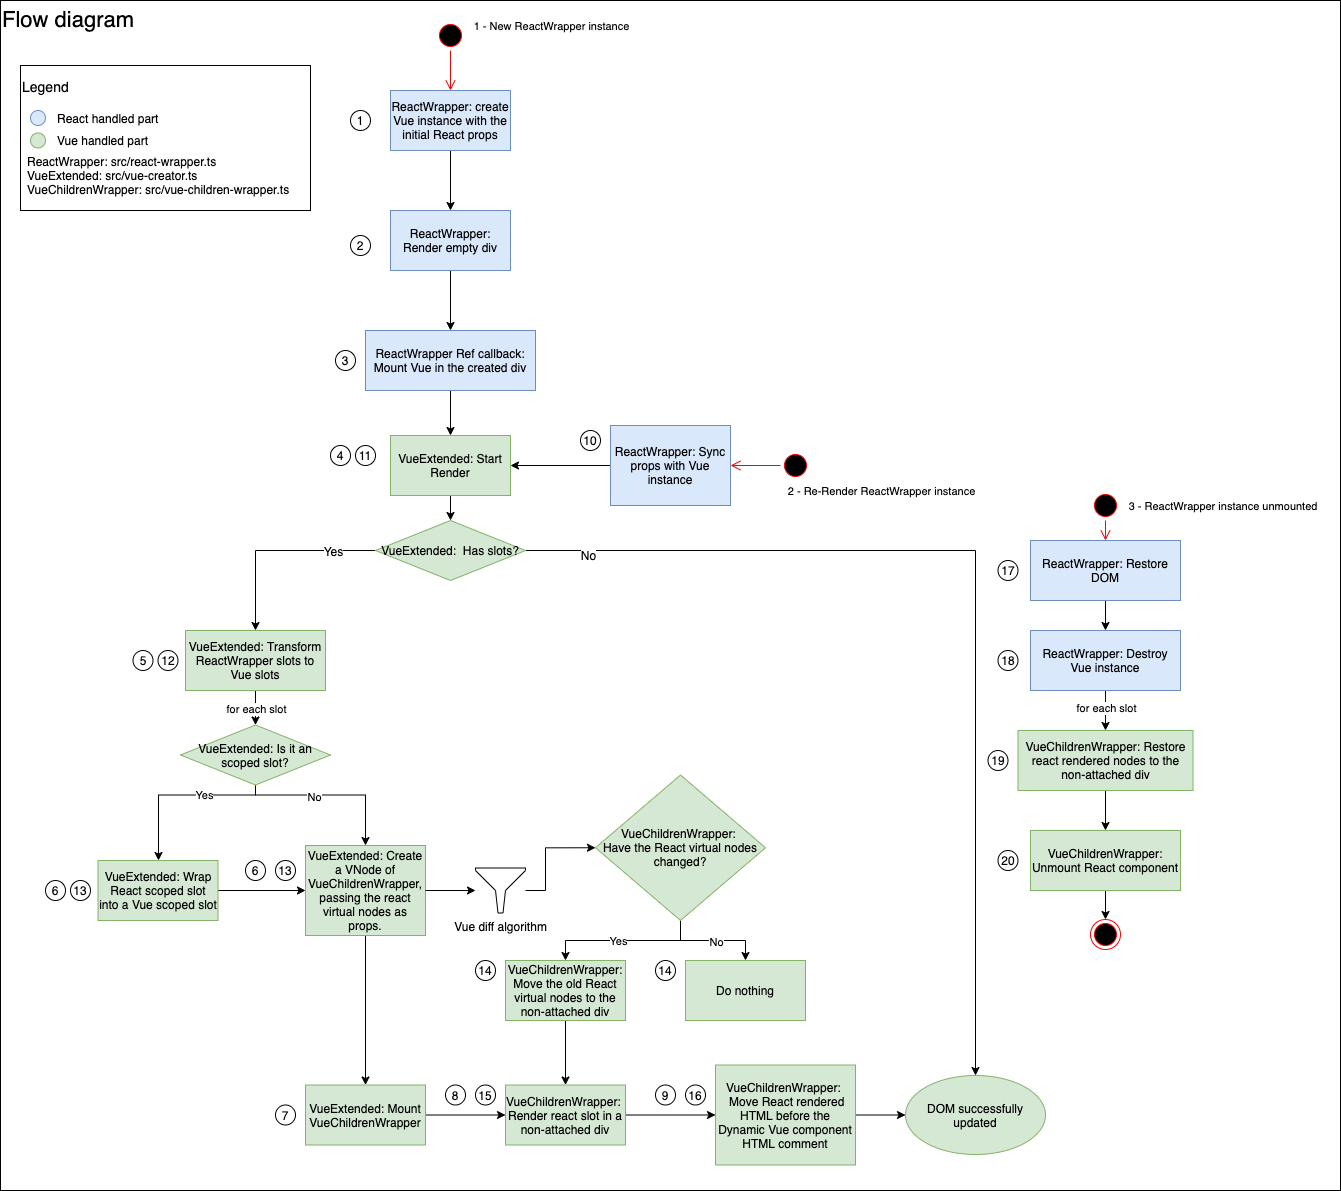 Flow diagram
1 - New ReactWrapper instance
Legend
React handled part
Vue handled part
ReactWrapper: src/react-wrapper.ts
VueExtended: src/vue-creator.ts
VueChildrenWrapper: src/vue-children-wrapper.ts
1
ReactWrapper: create
Vue instance with the
initial React props
2
ReactWrapper:
Render empty div
3
ReactWrapper Ref callback:
Mount Vue in the created div
4 11
VueExtended: Start
Render
10
ReactWrapper: Sync
props with Vue
instance
2 - Re-Render ReactWrapper instance
VueExtended:  Has slots?
Yes
No
3 - ReactWrapper instance unmounted
17
ReactWrapper: Restore
DOM
18
ReactWrapper: Destroy
Vue instance
for each slot
19
VueChildrenWrapper: Restore
react rendered nodes to the
non-attached div
20
VueChildrenWrapper:
Unmount React component
5 12
VueExtended: Transform
ReactWrapper slots to
Vue slots
for each slot
VueExtended: Is it an
scoped slot?
Yes
No
6 13
VueExtended: Wrap
React scoped slot
into a Vue scoped slot
6 13
VueExtended: Create
a VNode of
VueChildrenWrapper,
passing the react
virtual nodes as
props.
Vue diff algorithm
VueChildrenWrapper:
Have the React virtual nodes
changed?
Yes
No
14
VueChildrenWrapper:
Move the old React
virtual nodes to the
non-attached div
14
Do nothing
7
VueExtended: Mount
VueChildrenWrapper
8 15
VueChildrenWrapper:
Render react slot in a
non-attached div
9 16
VueChildrenWrapper:
Move React rendered
HTML before the
Dynamic Vue component
HTML comment
DOM successfully
updated